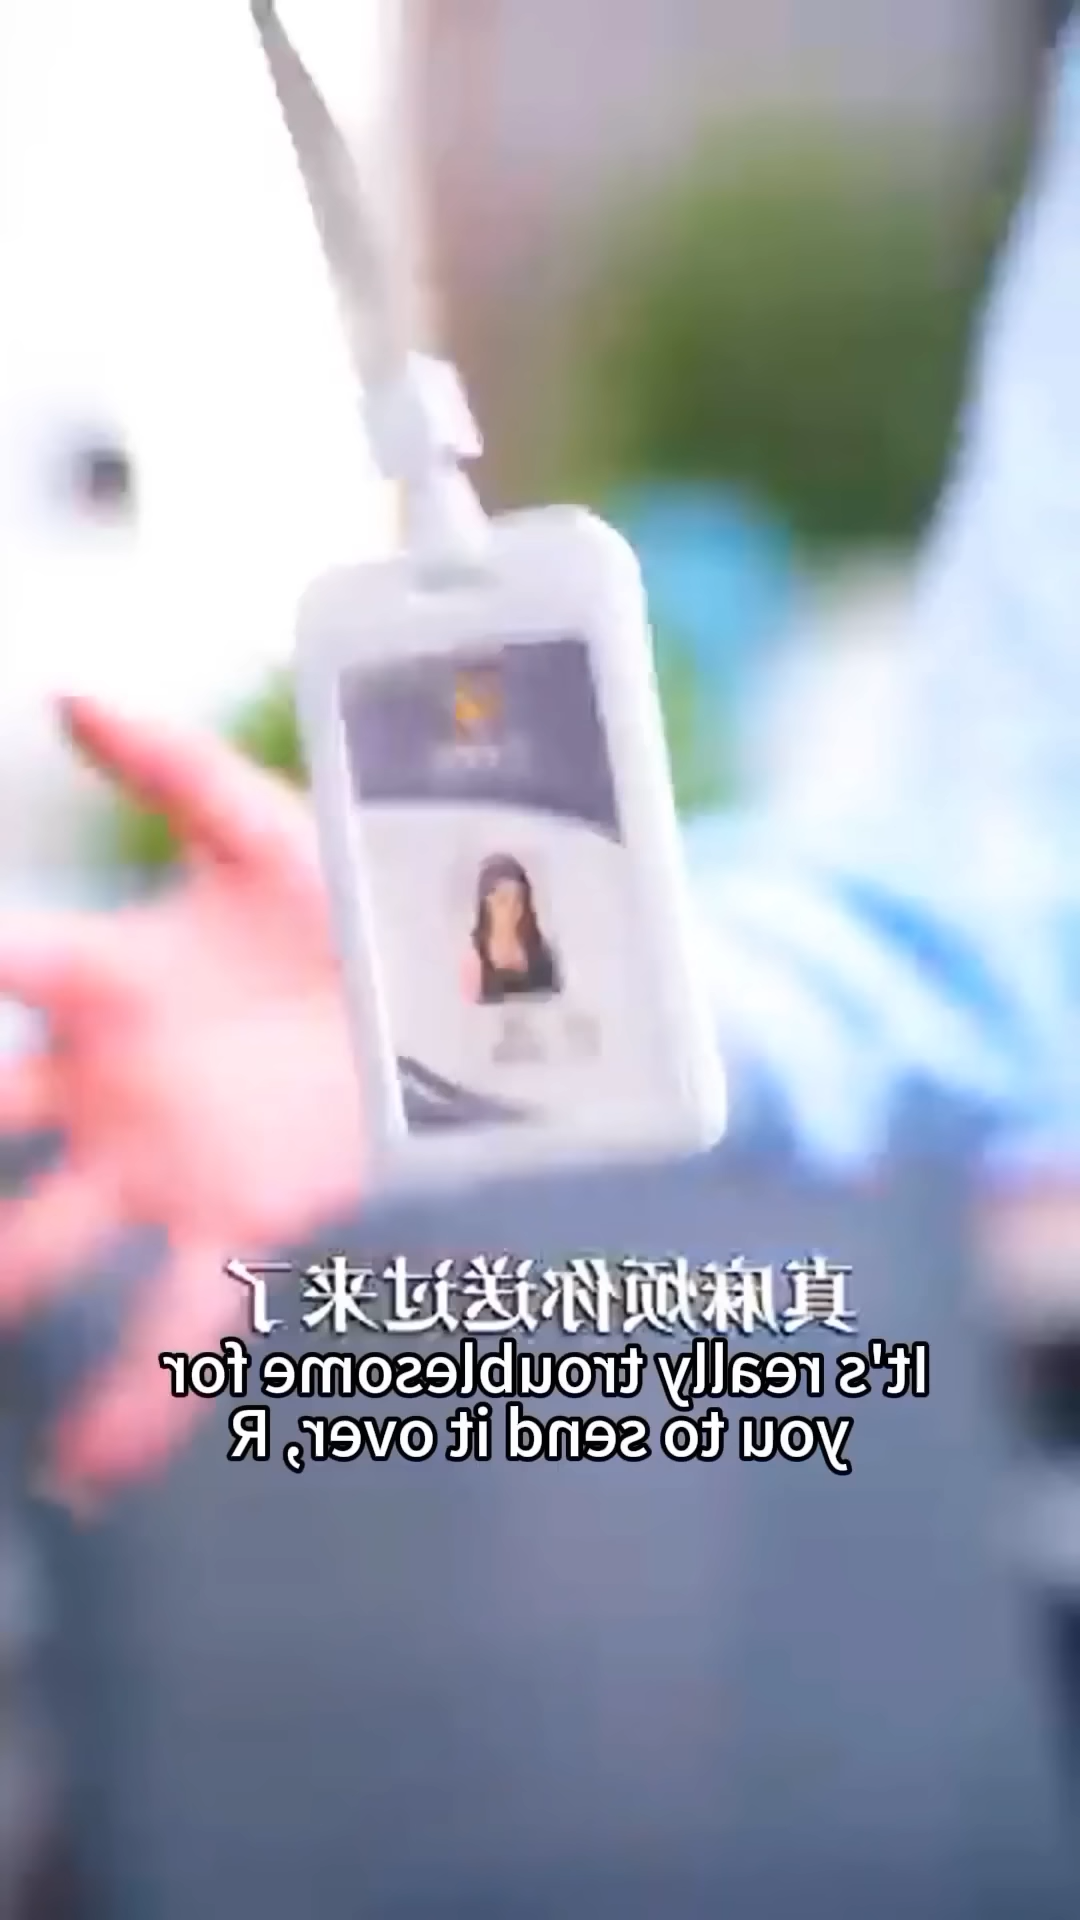 真麻烦你送过来了
It's really troublesome for
you to send it over, R